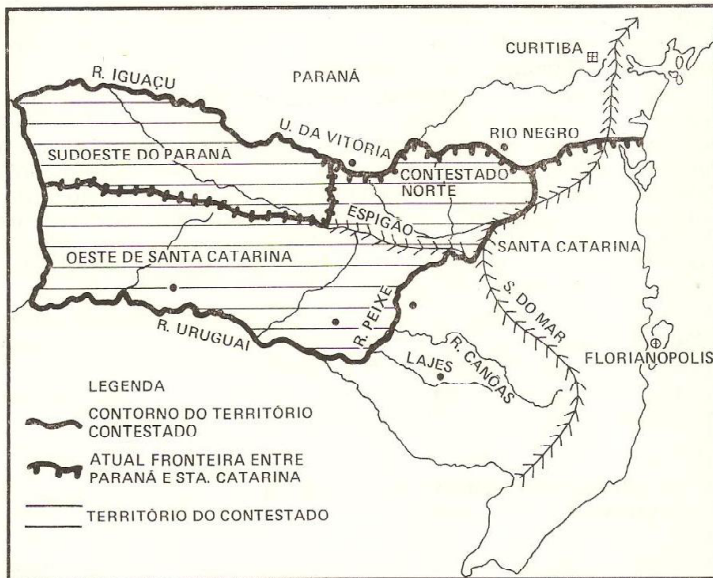 CURITIBA
R. IGUAÇU
PARANÁ
U. DA VITÓRIA
RIO NEGRO
SUDOESTE DO PARANÁ
CONTESTADO
NORTE
ESPIGÃO
SANTA CATARINA
OESTE DE SANTA CATARINA
R. PEIXE
S. DO MAR
R. URUGUAI
R. CANÔAS
LAJES
FLORIANÓPOLIS
LEGENDA
CONTORNO DO TERRITÓRIO
CONTESTADO
ATUAL FRONTEIRA ENTRE
PARANÁ E STA. CATARINA
TERRITÓRIO DO CONTESTADO